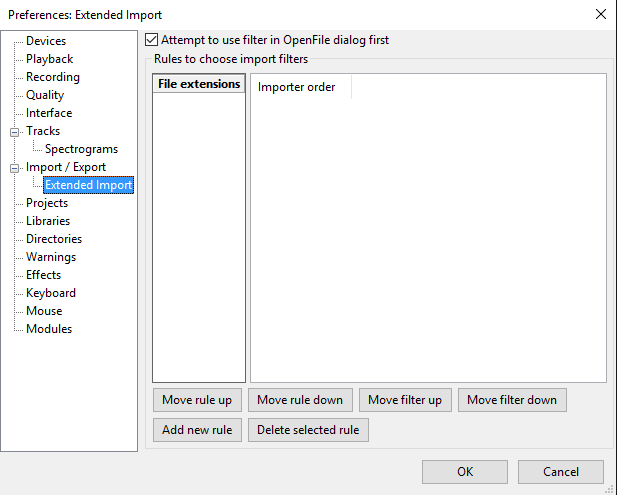 Preferences: Extended Import
Devices
Playback
Recording
Quality
Interface
Tracks
Spectrograms
Import / Export
Extended Import
Projects
Libraries
Directories
Warnings
Effects
Keyboard
Mouse
Modules
Attempt to use filter in OpenFile dialog first
Rules to choose import filters
File extensions
Importer order
Move rule up
Move rule down
Move filter up
Move filter down
Add new rule
Delete selected rule
OK
Cancel